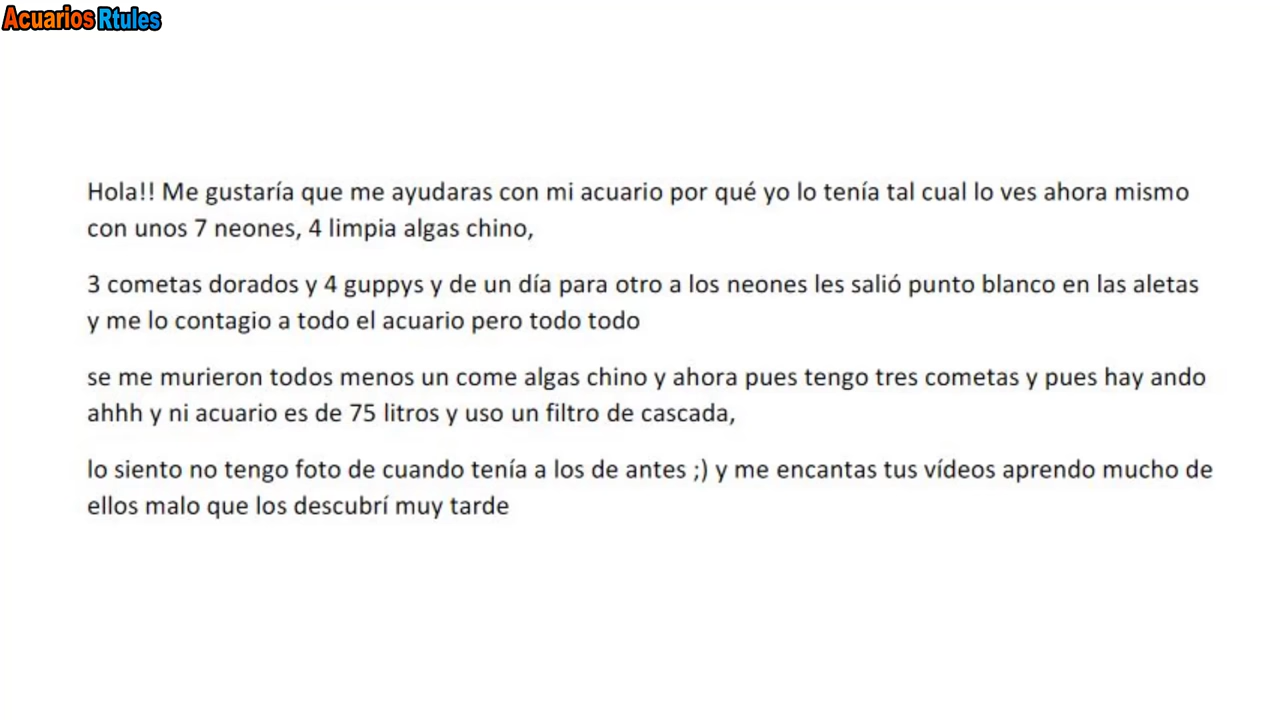 Acuarios Rtules
Hola!! Me gustaría que me ayudaras con mi acuario por qué yo lo tenía tal cual lo ves ahora mismo
con unos 7 neones, 4 limpia algas chino,
3 cometas dorados y 4 guppys y de un día para otro a los neones les salió punto blanco en las aletas
y me lo contagio a todo el acuario pero todo todo
se me murieron todos menos un come algas chino y ahora pues tengo tres cometas y pues hay ando
ahhh y ni acuario es de 75 litros y uso un filtro de cascada,
lo siento no tengo foto de cuando tenía a los de antes ;) y me encantas tus vídeos aprendo mucho de
ellos malo que los descubrí muy tarde